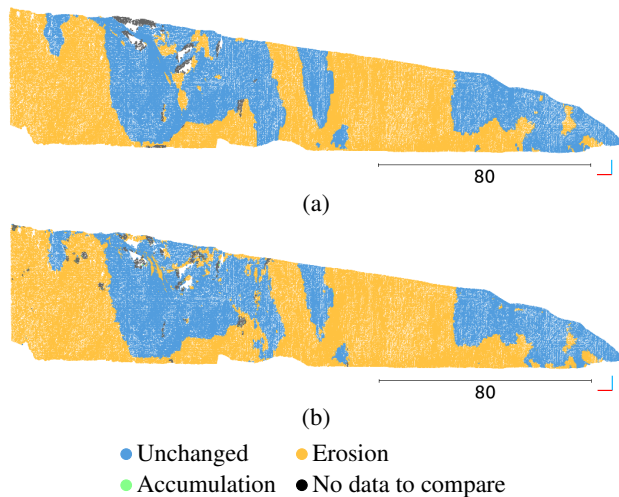 80
(a)
80
(b)
Unchanged Erosion
Accumulation No data to compare